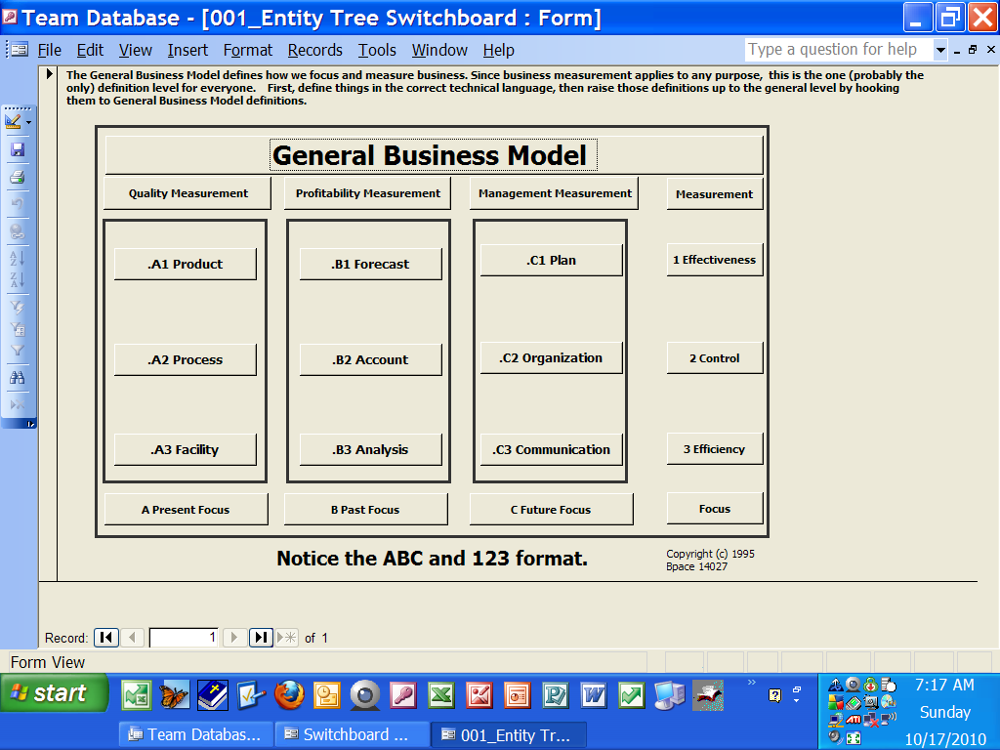 Team Database - [001_Entity Tree Switchboard : Form]
File Edit View Insert Format Records Tools Window Help
Type a question for help
The General Business Model defines how we focus and measure business. Since business measurement applies to any purpose,  this is the one (probably the
only) definition level for everyone.   First, define things in the correct technical language, then raise those definitions up to the general level by hooking
them to General Business Model definitions.
General Business Model
Quality Measurement Profitability Measurement Management Measurement Measurement
.A1 Product .B1 Forecast .C1 Plan 1 Effectiveness
.A2 Process .B2 Account .C2 Organization 2 Control
.A3 Facility .B3 Analysis .C3 Communication 3 Efficiency
A Present Focus B Past Focus C Future Focus Focus
Notice the ABC and 123 format.
Copyright (c) 1995
Bpace 14027
Record: 1 of 1
Form View
start
7:17 AM
Sunday
10/17/2010
Team Databas... Switchboard ... 001_Entity Tr...